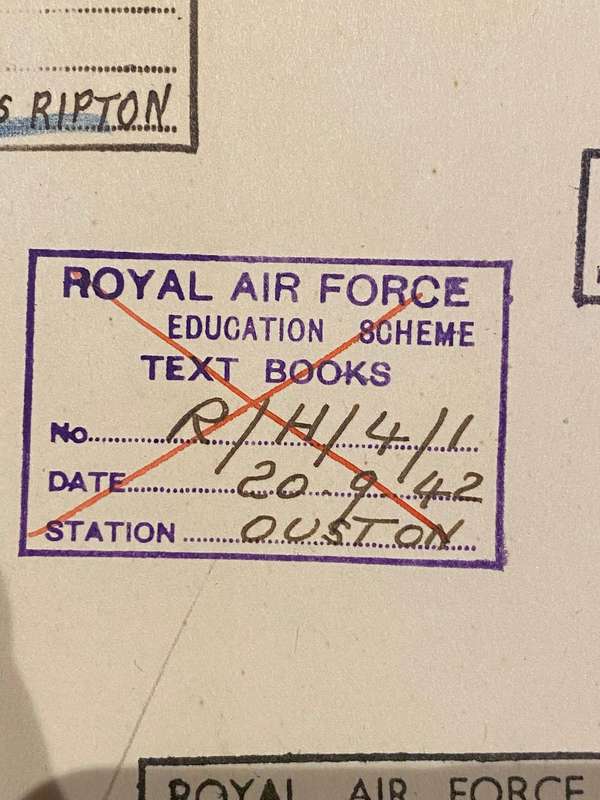 S RIPTON
ROYAL AIR FORCE
EDUCATION SCHEME
TEXT BOOKS
No. R/H/4/1
DATE 20.9.42
STATION OUSTON
ROYAL AIR FORCE